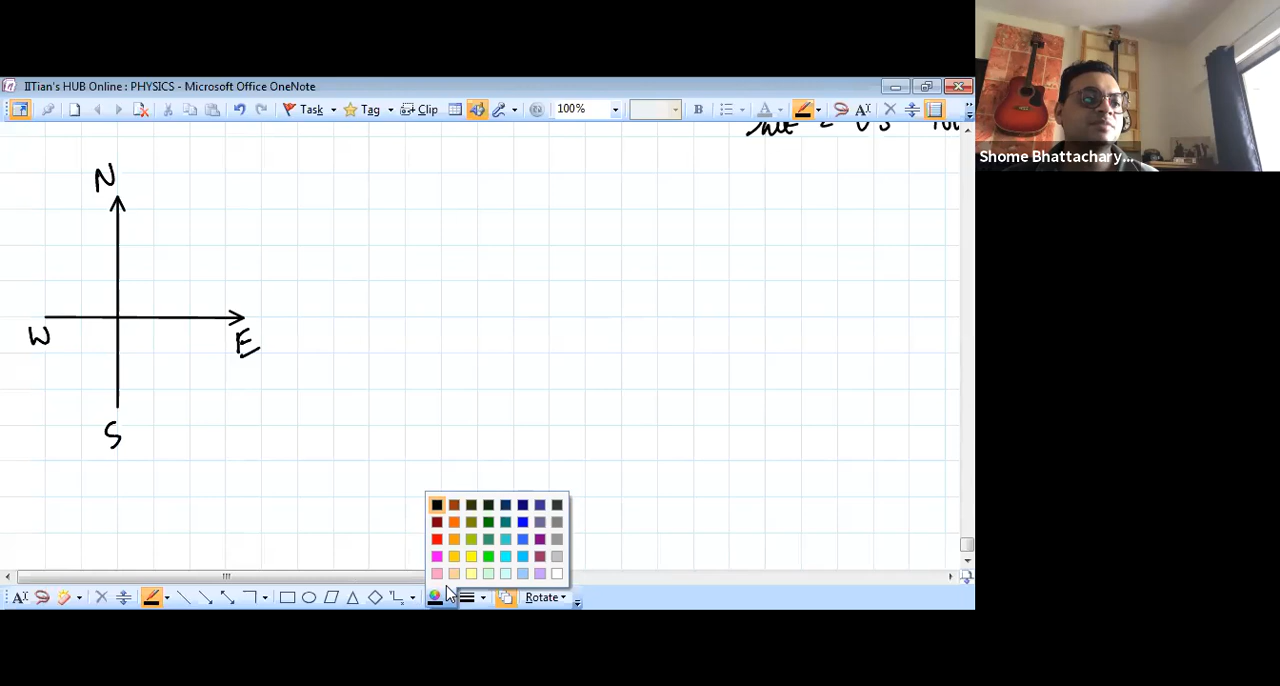 IITian's HUB Online : PHYSICS - Microsoft Office OneNote
Task Tag Clip 100% B A A
N
W
E
S
Shome Bhattachary...
A Rotate